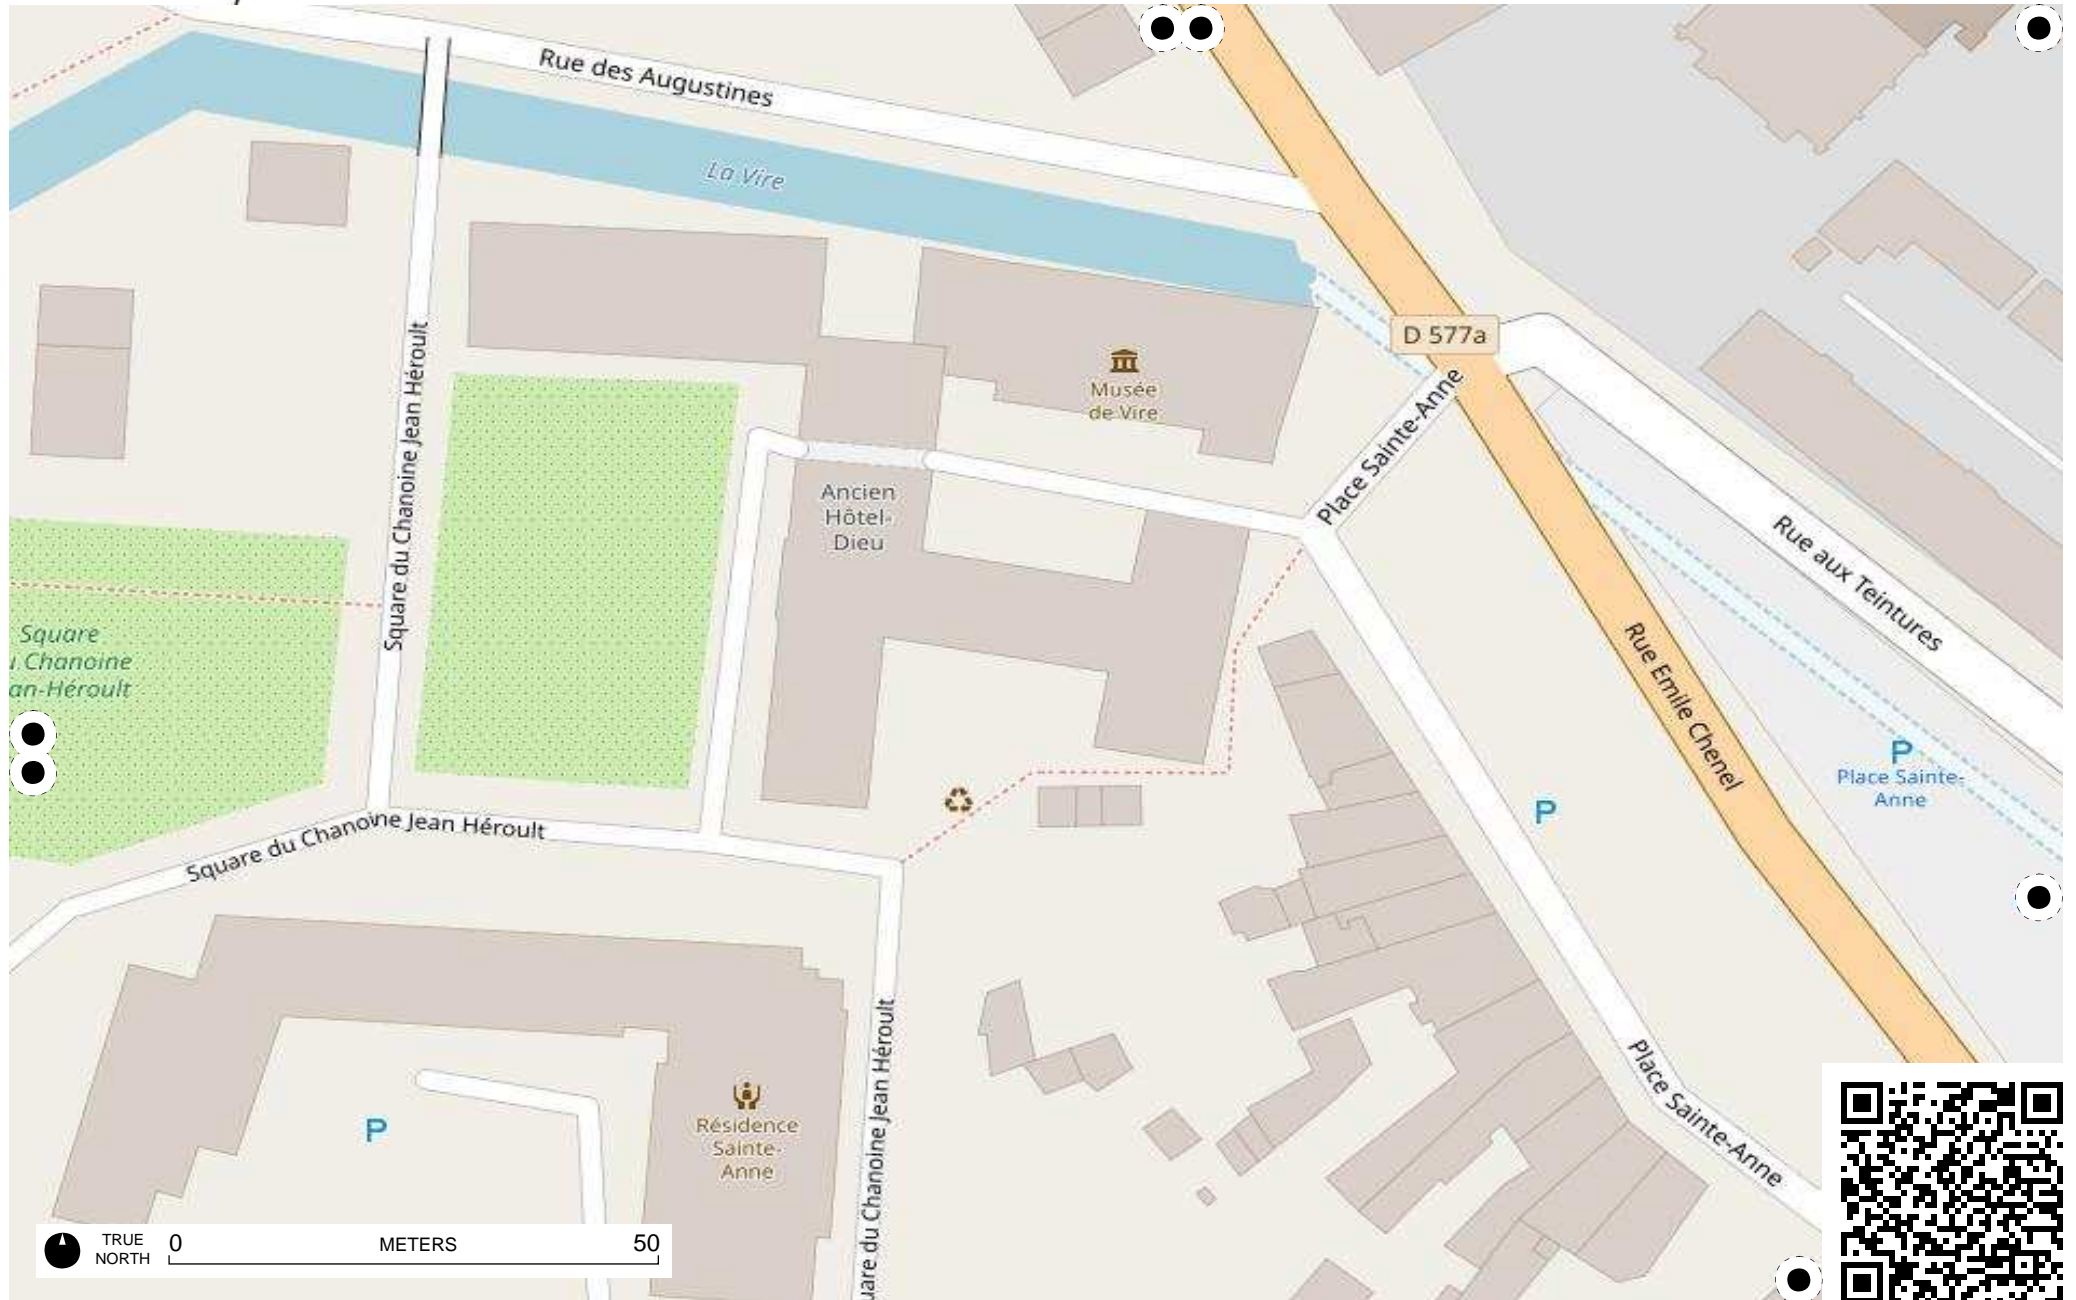 Rue des Augustines
La Vire
D 577a
Musée
de Vire
Place Sainte-Anne
Square du Chanoine Jean Héroult
Ancien
Hôtel-
Dieu
Rue aux Teintures
Square
Chanoine
an-Héroult
Rue Emile Chenel
P
Place Sainte-
Anne
P
Square du Chanoine Jean Héroult
Résidence
Sainte-
Anne
P
uare du Chanoine Jean Héroult
Place Sainte-Anne
TRUE
NORTH
0 METERS 50